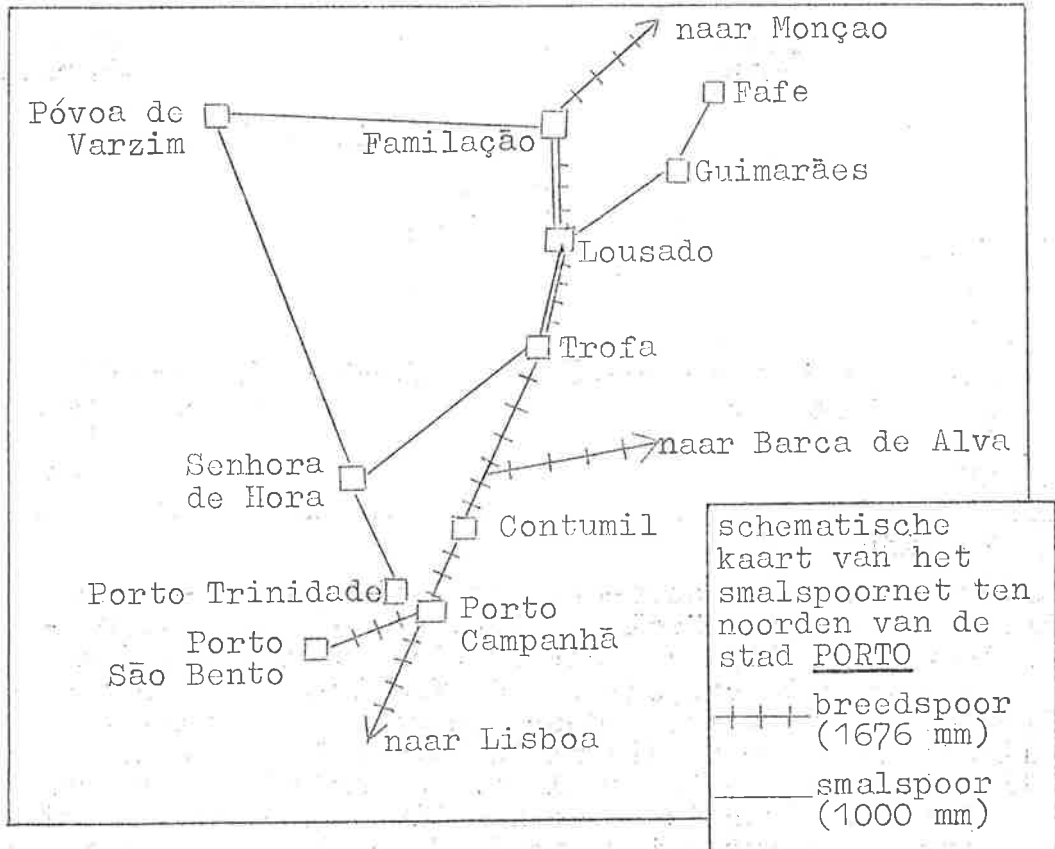 naar Monçao
Fafe
Póvoa de
Varzim
Familação
Guimarães
Lousado
Trofa
naar Barca de Alva
Senhora
de Hora
Contumil
Porto Trinidade
Porto
Campanhã
Porto
São Bento
naar Lisboa
schematische
kaart van het
smalspoornet ten
noorden van de
stad PORTO
breedspoor
(1676 mm)
smalspoor
(1000 mm)